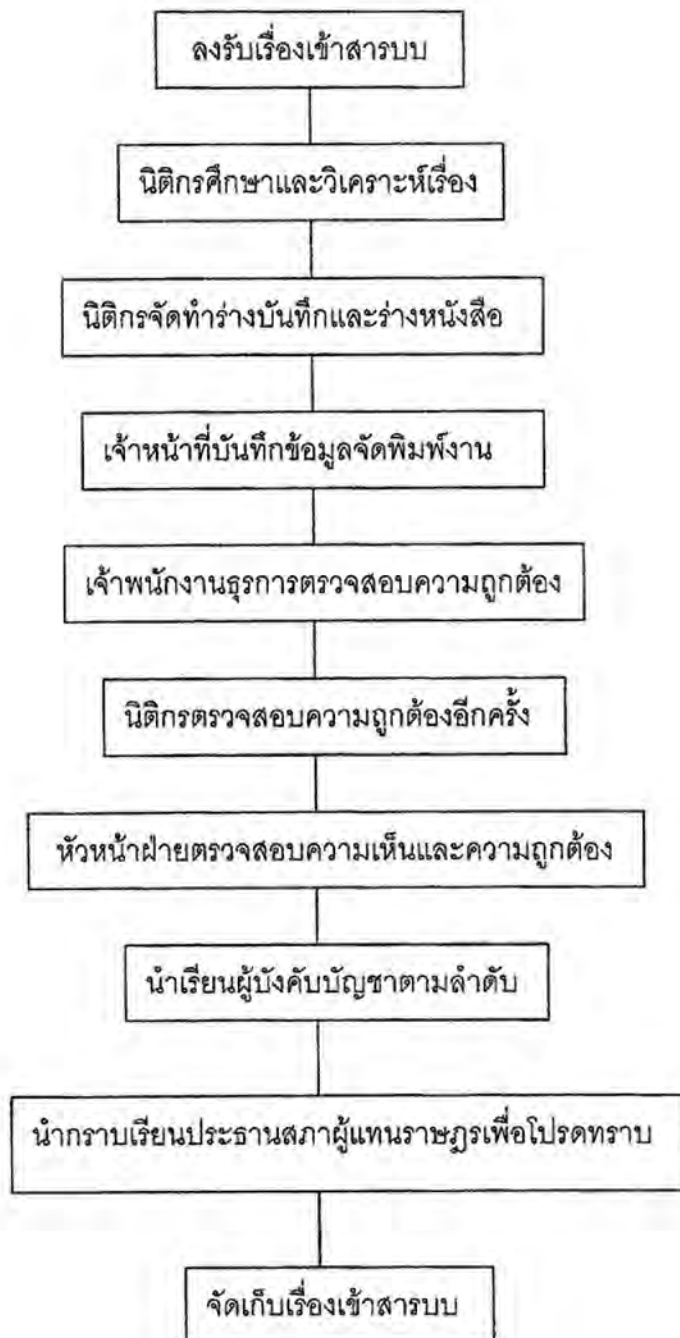 ลงรับเรื่องเข้าสารบบ
นิติกรศึกษาและวิเคราะห์เรื่อง
นิติกรจัดทำร่างบันทึกและร่างหนังสือ
เจ้าหน้าที่บันทึกข้อมูลจัดพิมพ์งาน
เจ้าพนักงานธุรการตรวจสอบความถูกต้อง
นิติกรตรวจสอบความถูกต้องอีกครั้ง
หัวหน้าฝ่ายตรวจสอบความเห็นและความถูกต้อง
นำเรียนผู้บังคับบัญชาตามลำดับ
นำกราบเรียนประธานสภาผู้แทนราษฎรเพื่อโปรดทราบ
จัดเก็บเรื่องเข้าสารบบ